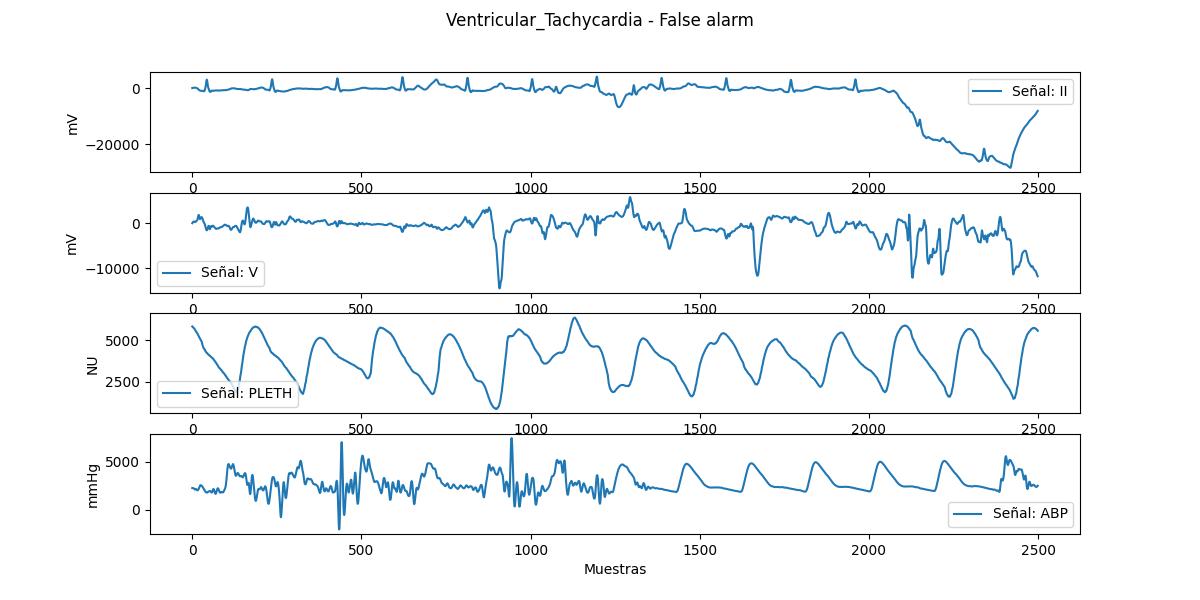 Ventricular_Tachycardia - False alarm
0
−20000
mV
Señal: II
0 500 1000 1500 2000 2500
0
−10000
mV
Señal: V
0 500 1000 1500 2000 2500
5000
2500
NU
Señal: PLETH
0 500 1000 1500 2000 2500
5000
0
mmHg
Señal: ABP
0 500 1000 1500 2000 2500
Muestras